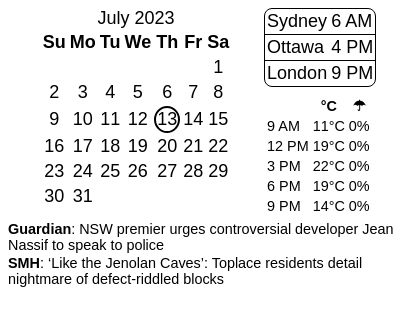 July 2023
Su Mo Tu We Th Fr Sa
1
2 3 4 5 6 7 8
9 10 11 12 13 14 15
16 17 18 19 20 21 22
23 24 25 26 27 28 29
30 31
Sydney 6 AM
Ottawa 4 PM
London 9 PM
°C ☂
9 AM 11°C 0%
12 PM 19°C 0%
3 PM 22°C 0%
6 PM 19°C 0%
9 PM 14°C 0%
Guardian: NSW premier urges controversial developer Jean
Nassif to speak to police
SMH: ‘Like the Jenolan Caves’: Toplace residents detail
nightmare of defect-riddled blocks